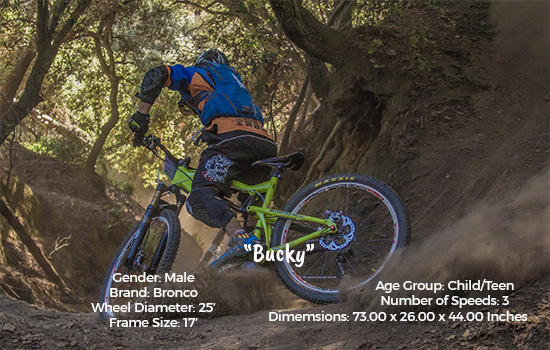 MAXXIS
"Bucky"
Gender: Male
Brand: Bronco
Wheel Diameter: 25'
Frame Size: 17'
Age Group: Child/Teen
Number of Speeds: 3
Dimemsions: 73.00 x 26.00 x 44.00 Inches